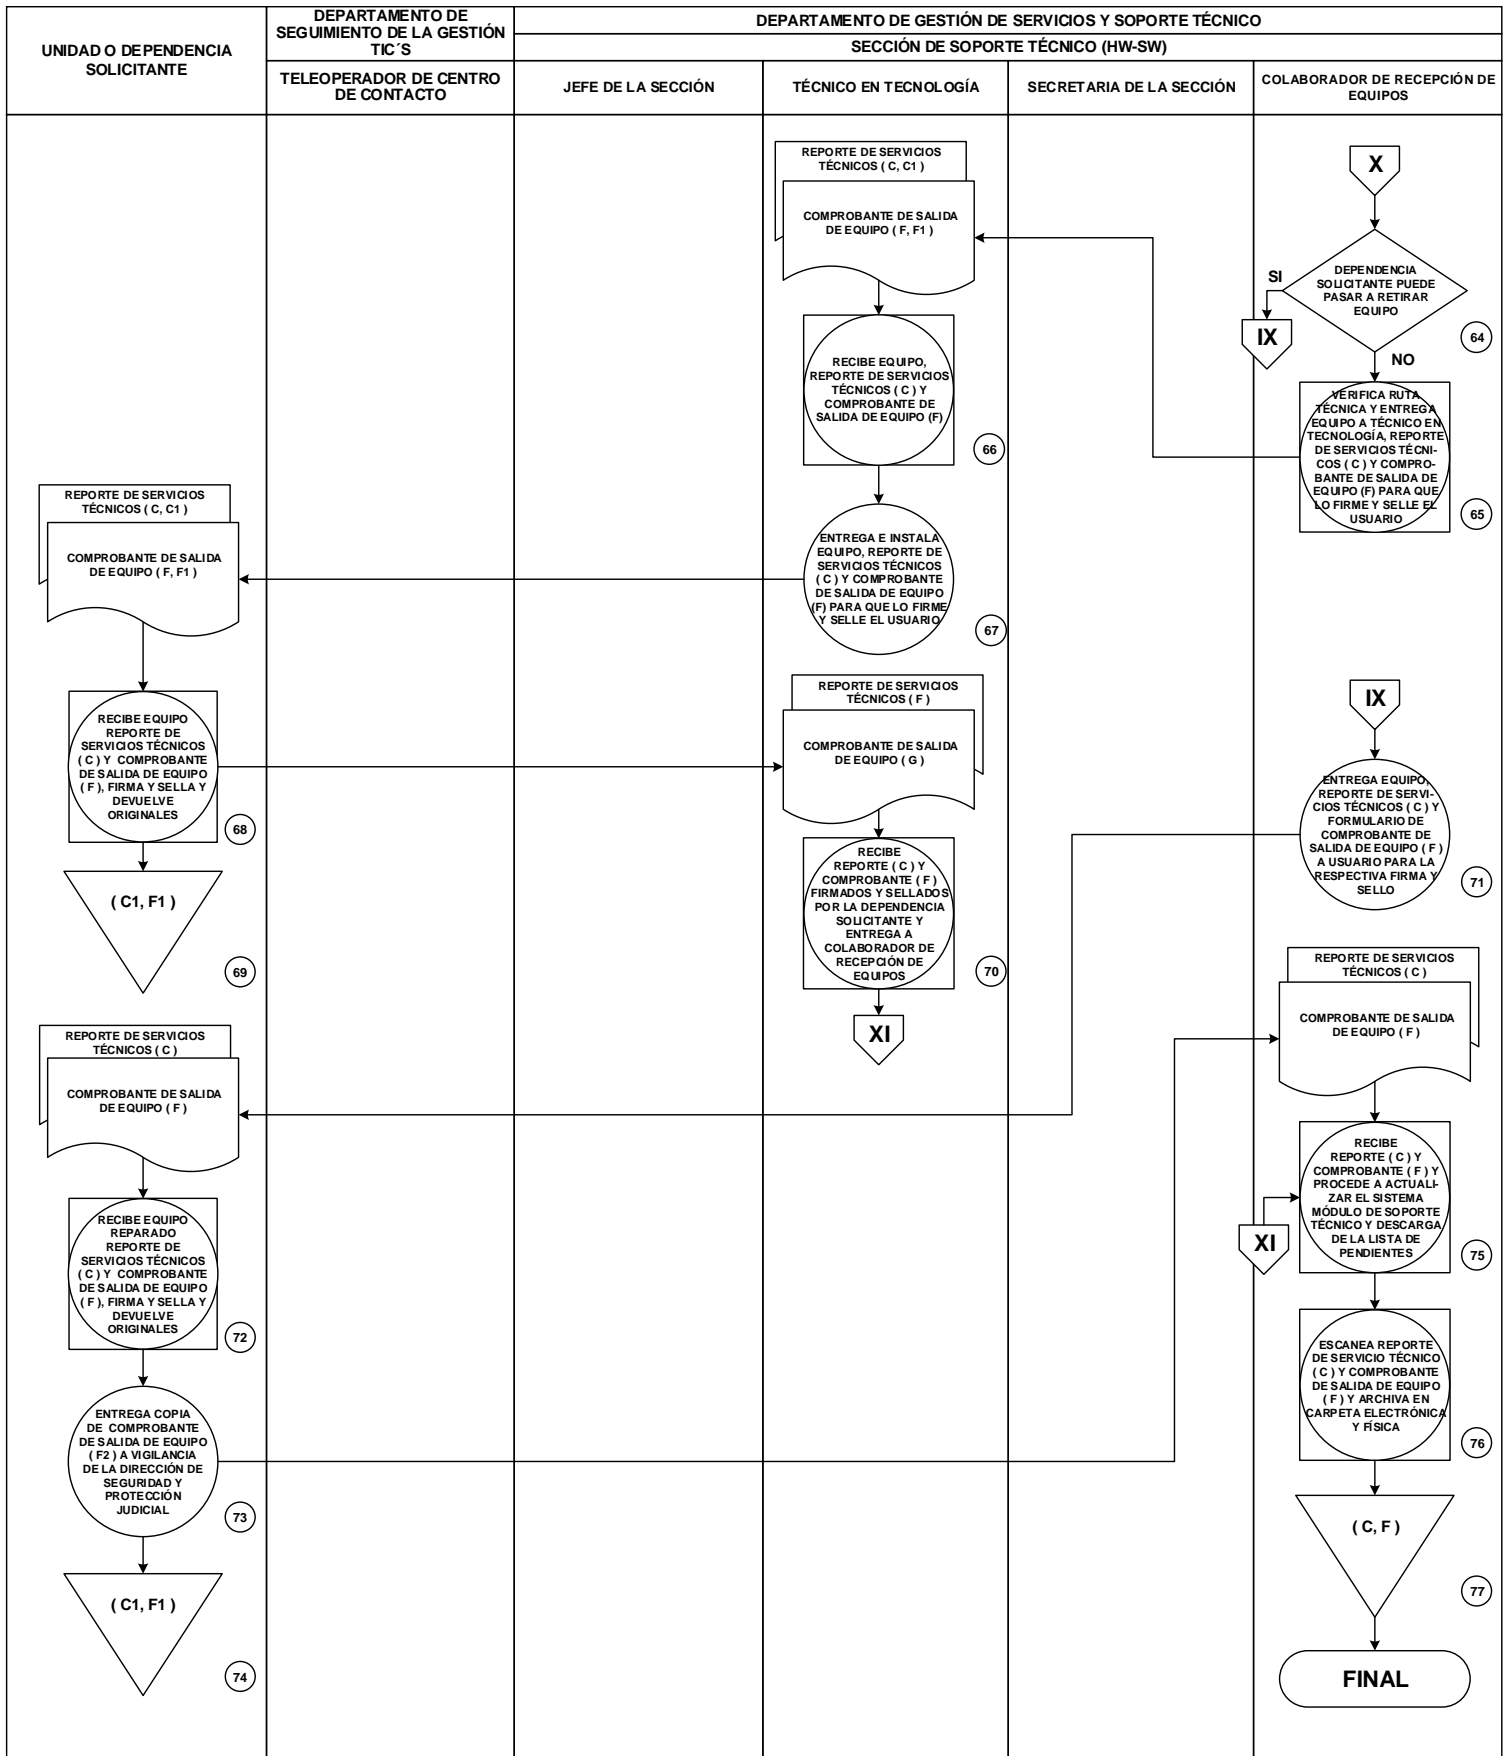 UNIDAD O DEPENDENCIA
SOLICITANTE
DEPARTAMENTO DE
SEGUIMIENTO DE LA GESTIÓN
TIC´S
TELEOPERADOR DE CENTRO
DE CONTACTO
DEPARTAMENTO DE GESTIÓN DE SERVICIOS Y SOPORTE TÉCNICO
SECCIÓN DE SOPORTE TÉCNICO (HW-SW)
JEFE DE LA SECCIÓN
TÉCNICO EN TECNOLOGÍA
SECRETARIA DE LA SECCIÓN
COLABORADOR DE RECEPCIÓN DE
EQUIPOS
X
DEPENDENCIA
SOLICITANTE PUEDE
PASAR A RETIRAR
EQUIPO
SI
IX
64
NO
VERIFICA RUTA
TÉCNICA Y ENTREGA
EQUIPO A TÉCNICO EN
TECNOLOGÍA, REPORTE
DE SERVICIOS TÉCNI-
COS ( C ) Y COMPRO-
BANTE DE SALIDA DE
EQUIPO (F) PARA QUE
LO FIRME Y SELLE EL
USUARIO
65
REPORTE DE SERVICIOS
TÉCNICOS ( C, C1 )
COMPROBANTE DE SALIDA
DE EQUIPO ( F, F1 )
RECIBE EQUIPO,
REPORTE DE SERVICIOS
TÉCNICOS ( C ) Y
COMPROBANTE DE
SALIDA DE EQUIPO (F)
66
ENTREGA E INSTALA
EQUIPO, REPORTE DE
SERVICIOS TÉCNICOS
( C ) Y COMPROBANTE
DE SALIDA DE EQUIPO
(F) PARA QUE LO FIRME
Y SELLE EL USUARIO
67
REPORTE DE SERVICIOS
TÉCNICOS ( C, C1 )
COMPROBANTE DE SALIDA
DE EQUIPO ( F, F1 )
RECIBE EQUIPO
REPORTE DE
SERVICIOS TÉCNICOS
( C ) Y COMPROBANTE
DE SALIDA DE EQUIPO
( F ), FIRMA Y SELLA Y
DEVUELVE
ORIGINALES
68
( C1, F1 )
69
REPORTE DE SERVICIOS
TÉCNICOS ( F )
COMPROBANTE DE SALIDA
DE EQUIPO ( G )
RECIBE
REPORTE ( C ) Y
COMPROBANTE ( F )
FIRMADOS Y SELLADOS
POR LA DEPENDENCIA
SOLICITANTE Y
ENTREGA A
COLABORADOR DE
RECEPCIÓN DE
EQUIPOS
70
XI
IX
ENTREGA EQUIPO,
REPORTE DE SERVI-
CIOS TÉCNICOS ( C ) Y
FORMULARIO DE
COMPROBANTE DE
SALIDA DE EQUIPO ( F )
A USUARIO PARA LA
RESPECTIVA FIRMA Y
SELLO
71
REPORTE DE SERVICIOS
TÉCNICOS ( C )
COMPROBANTE DE SALIDA
DE EQUIPO ( F )
RECIBE EQUIPO
REPARADO
REPORTE DE
SERVICIOS TÉCNICOS
( C ) Y COMPROBANTE
DE SALIDA DE EQUIPO
( F ), FIRMA Y SELLA Y
DEVUELVE
ORIGINALES
72
ENTREGA COPIA
DE COMPROBANTE
DE SALIDA DE EQUIPO
( F2 ) A VIGILANCIA
DE LA DIRECCIÓN DE
SEGURIDAD Y
PROTECCIÓN
JUDICIAL
73
( C1, F1 )
74
REPORTE DE SERVICIOS
TÉCNICOS ( C )
COMPROBANTE DE SALIDA
DE EQUIPO ( F )
RECIBE
REPORTE ( C ) Y
COMPROBANTE ( F ) Y
PROCEDE A ACTUALI-
ZAR EL SISTEMA
MÓDULO DE SOPORTE
TÉCNICO Y DESCARGA
DE LA LISTA DE
PENDIENTES
XI
75
ESCANEA REPORTE
DE SERVICIO TÉCNICO
( C ) Y COMPROBANTE
DE SALIDA DE EQUIPO
( F ) Y ARCHIVA EN
CARPETA ELECTRÓNICA
Y FÍSICA
76
( C, F )
77
FINAL